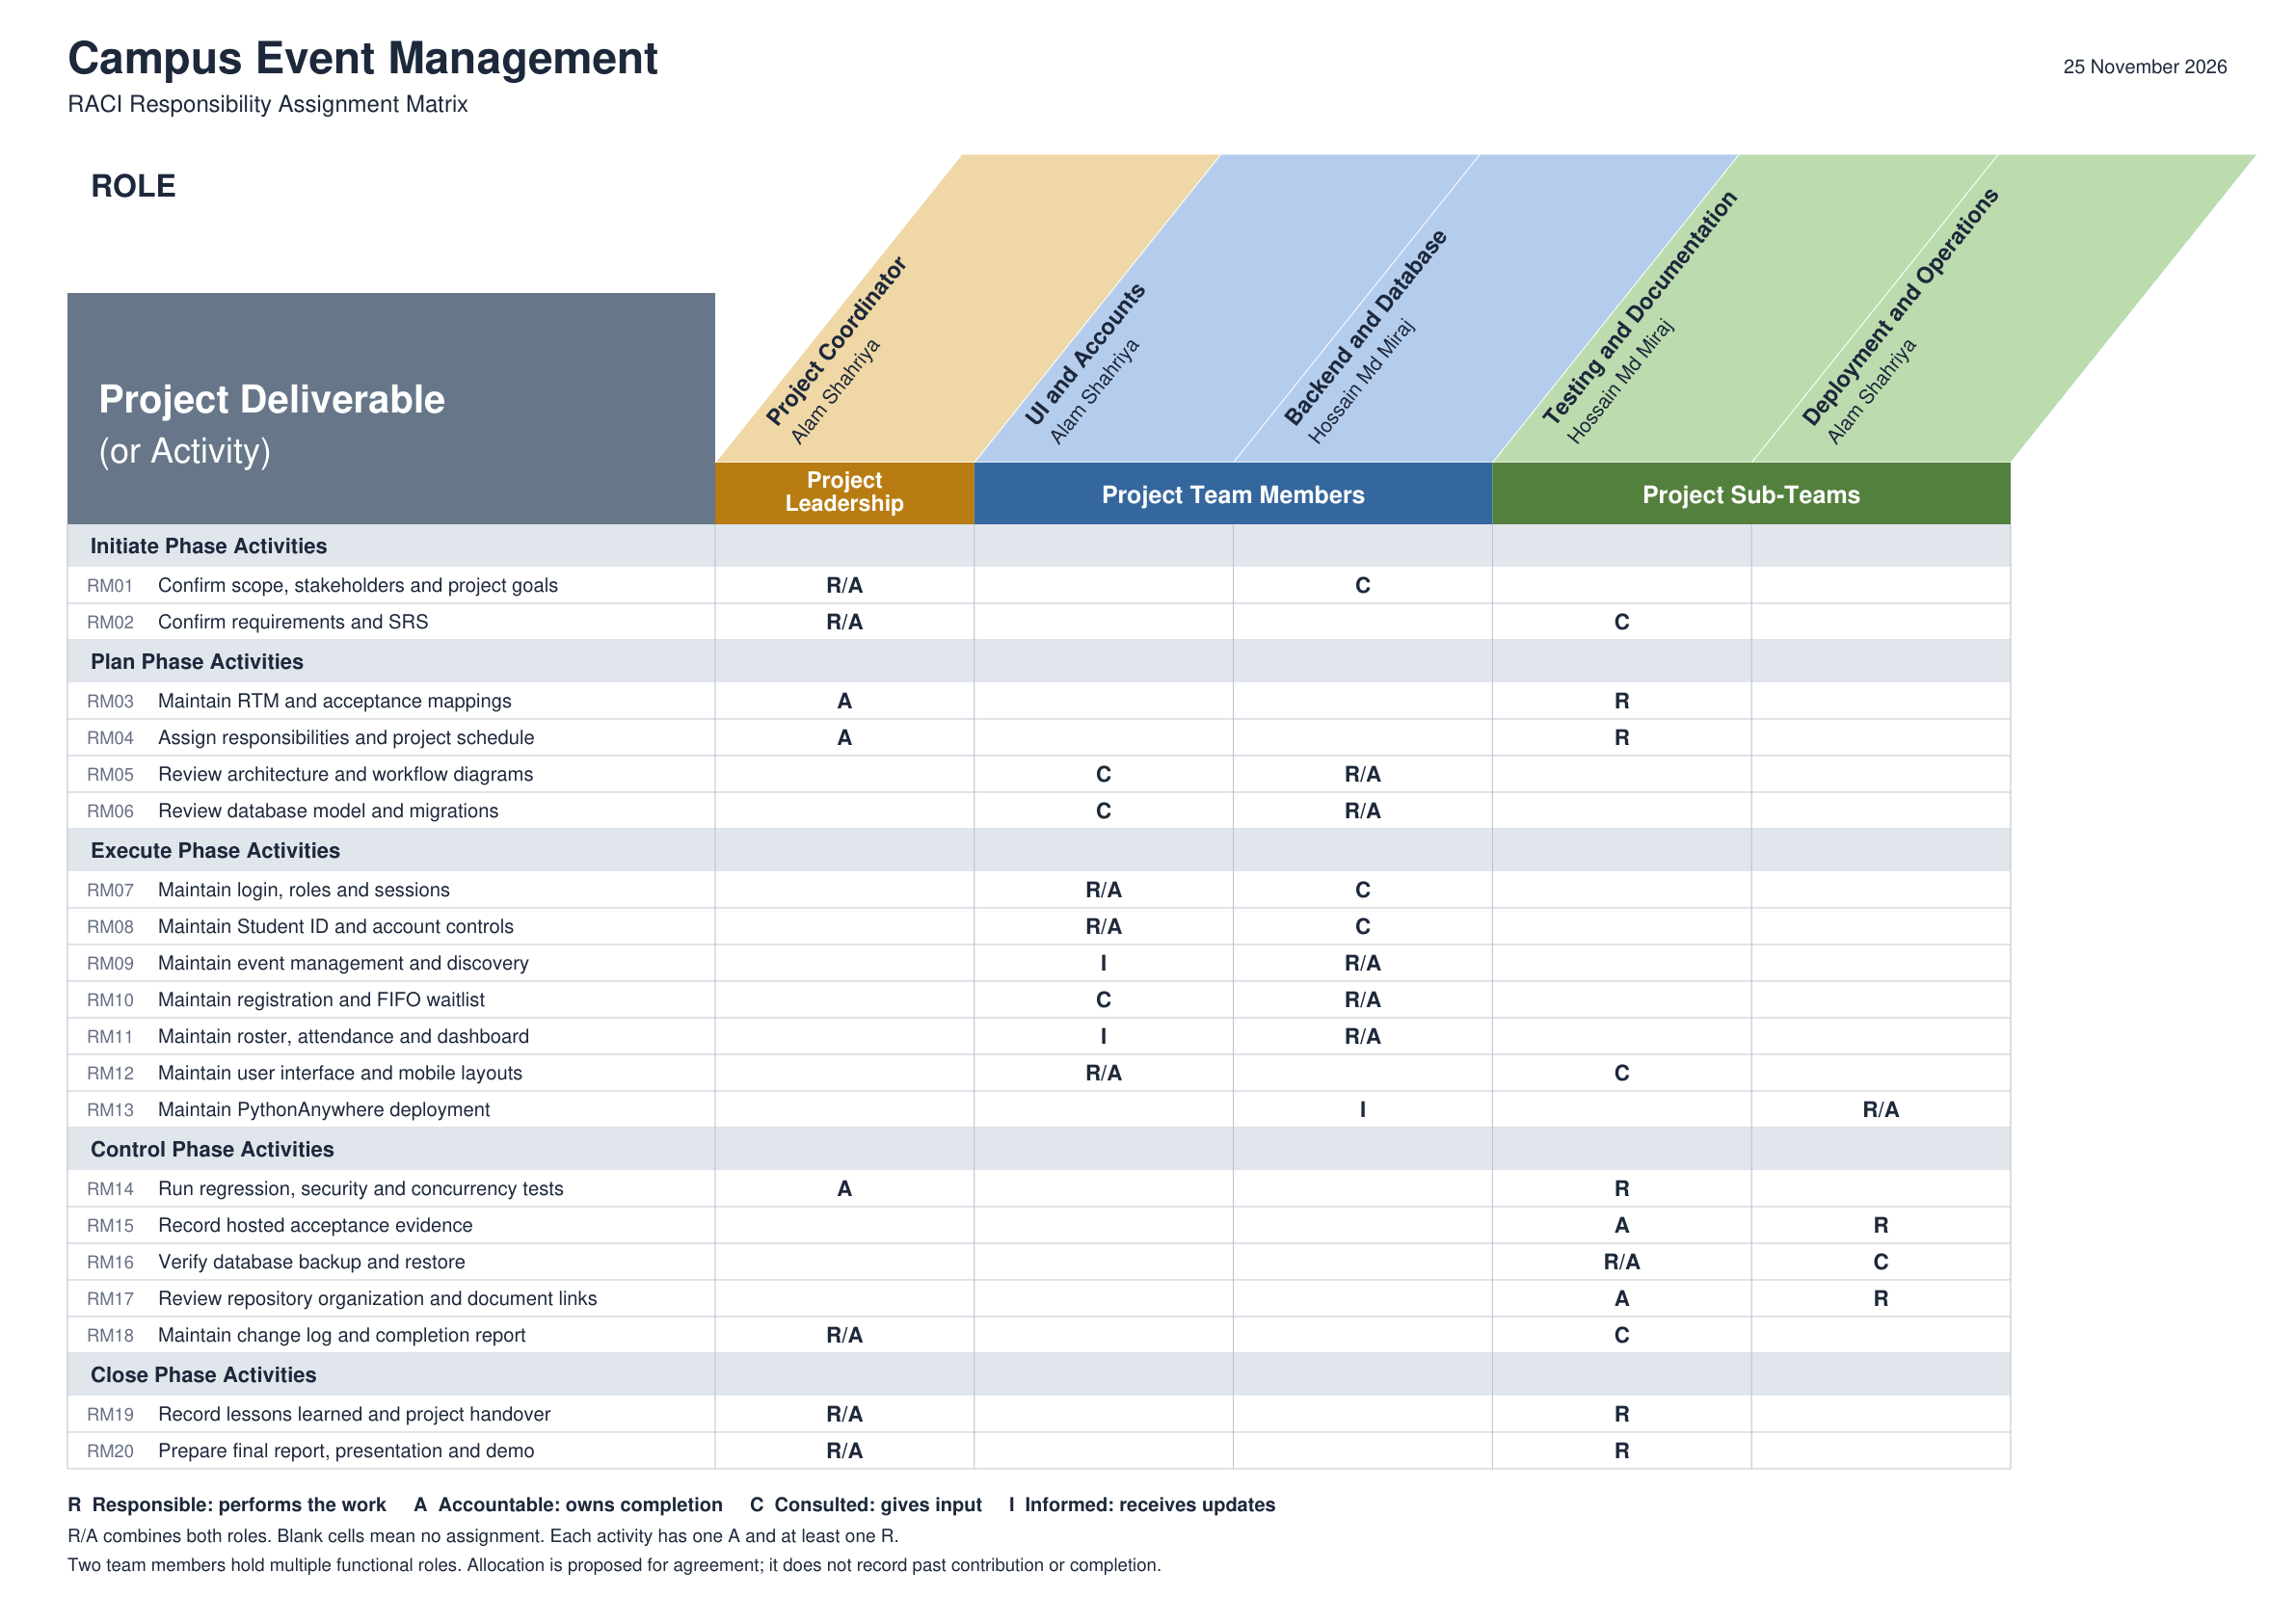 Campus Event Management
25 November 2026
RACI Responsibility Assignment Matrix
ROLE
Project Coordinator
Alam Shahriya
UI and Accounts
Alam Shahriya
Backend and Database
Hossain Md Miraj
Testing and Documentation
Hossain Md Miraj
Deployment and Operations
Alam Shahriya
Project Deliverable
(or Activity)
Project
Leadership
Project Team Members
Project Sub-Teams
Initiate Phase Activities
RM01 Confirm scope, stakeholders and project goals R/A C
RM02 Confirm requirements and SRS R/A C
Plan Phase Activities
RM03 Maintain RTM and acceptance mappings A R
RM04 Assign responsibilities and project schedule A R
RM05 Review architecture and workflow diagrams C R/A
RM06 Review database model and migrations C R/A
Execute Phase Activities
RM07 Maintain login, roles and sessions R/A C
RM08 Maintain Student ID and account controls R/A C
RM09 Maintain event management and discovery I R/A
RM10 Maintain registration and FIFO waitlist C R/A
RM11 Maintain roster, attendance and dashboard I R/A
RM12 Maintain user interface and mobile layouts R/A C
RM13 Maintain PythonAnywhere deployment I R/A
Control Phase Activities
RM14 Run regression, security and concurrency tests A R
RM15 Record hosted acceptance evidence A R
RM16 Verify database backup and restore R/A C
RM17 Review repository organization and document links A R
RM18 Maintain change log and completion report R/A C
Close Phase Activities
RM19 Record lessons learned and project handover R/A R
RM20 Prepare final report, presentation and demo R/A R
R Responsible: performs the work A Accountable: owns completion C Consulted: gives input I Informed: receives updates
R/A combines both roles. Blank cells mean no assignment. Each activity has one A and at least one R.
Two team members hold multiple functional roles. Allocation is proposed for agreement; it does not record past contribution or completion.